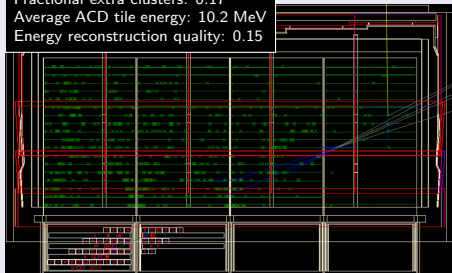 Fractional extra clusters: 0.17
Average ACD tile energy: 10.2 MeV
Energy reconstruction quality: 0.15